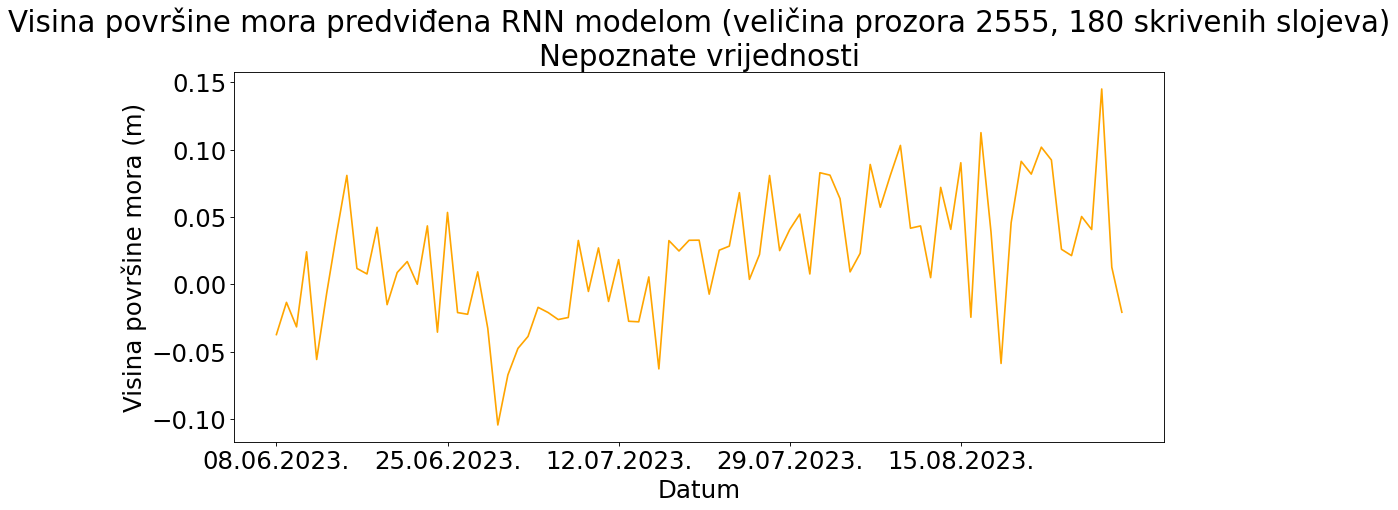 Visina površine mora predviđena RNN modelom (veličina prozora 2555, 180 skrivenih slojeva)
Nepoznate vrijednosti
Visina površine mora (m)
0.15
0.10
0.05
0.00
−0.05
−0.10
08.06.2023. 25.06.2023. 12.07.2023. 29.07.2023. 15.08.2023.
Datum